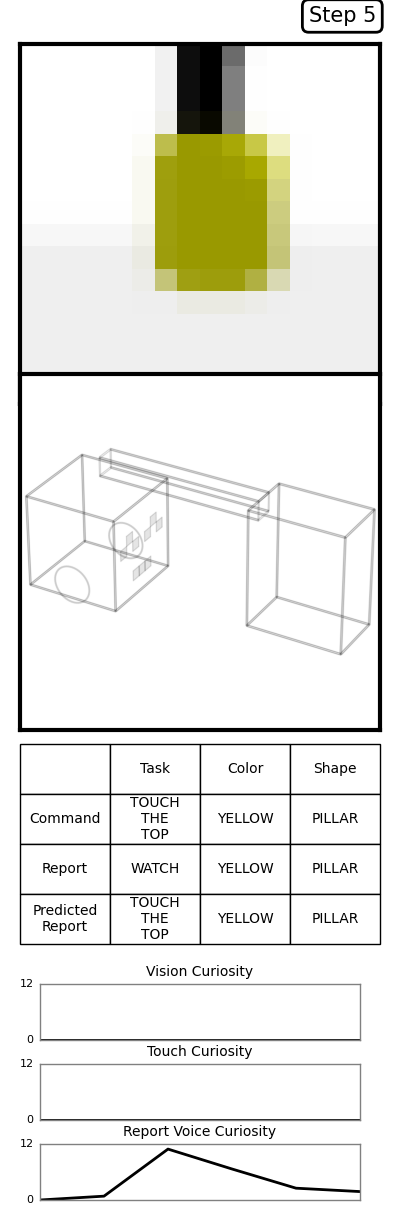 Step 5
Task Color Shape
Command TOUCH THE TOP YELLOW PILLAR
Report WATCH YELLOW PILLAR
Predicted Report TOUCH THE TOP YELLOW PILLAR
Vision Curiosity
12
0
Touch Curiosity
12
0
Report Voice Curiosity
12
0